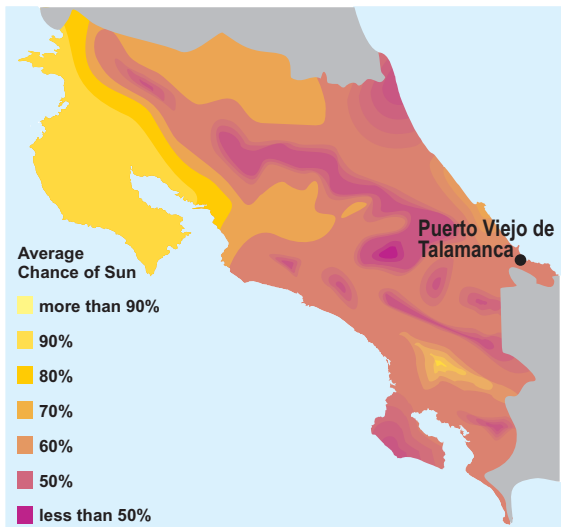 Puerto Viejo de
Talamanca
Average
Chance of Sun
more than 90%
90%
80%
70%
60%
50%
less than 50%